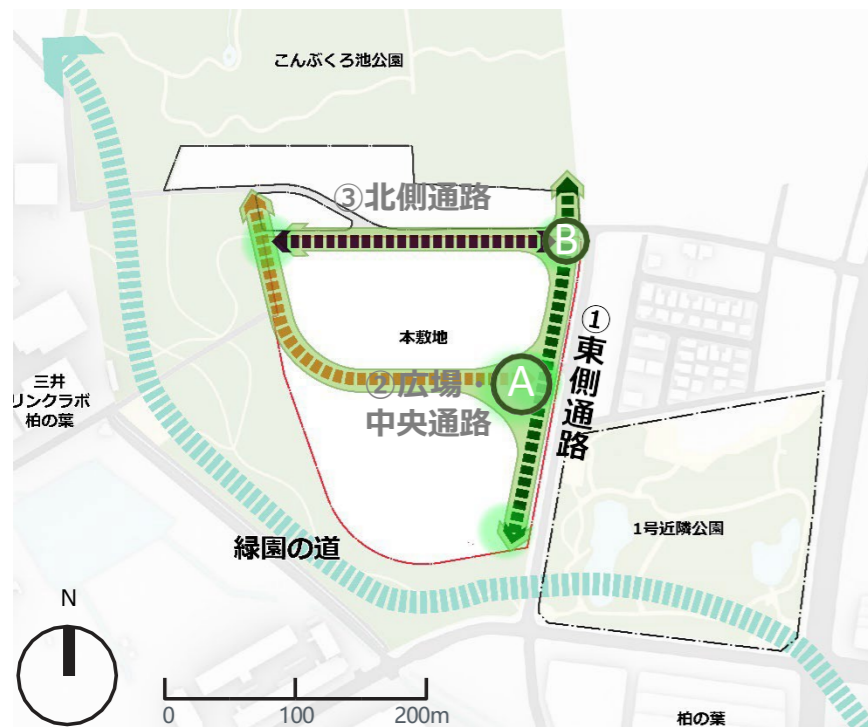 こんぶくろ池公園
③北側通路
B
①東側通路
本敷地
A
②広場・
中央通路
三井
リンクラボ
柏の葉
1号近隣公園
緑園の道
N
0 100 200m
柏の葉